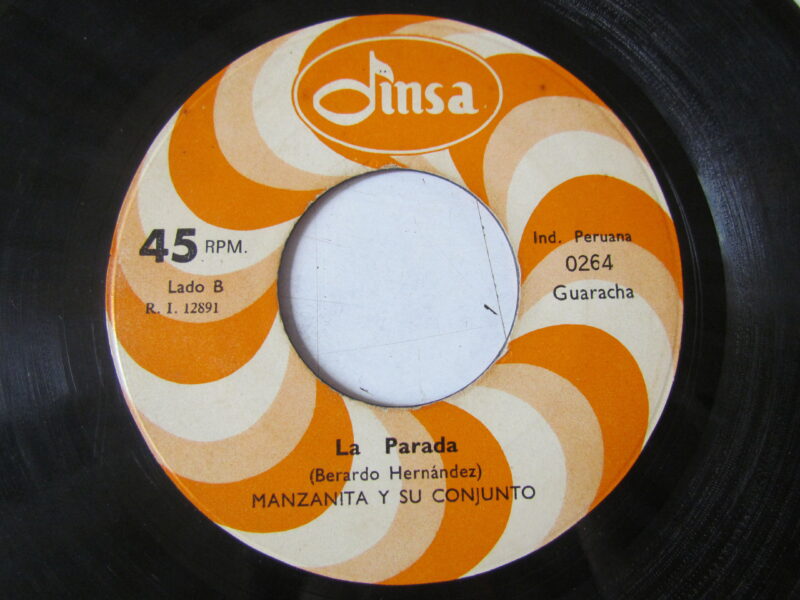 dinsa
45 RPM.
Lado B
R. I. 12891
Ind. Peruana
0264
Guaracha
La Parada
(Berardo Hernández)
MANZANITA Y SU CONJUNTO